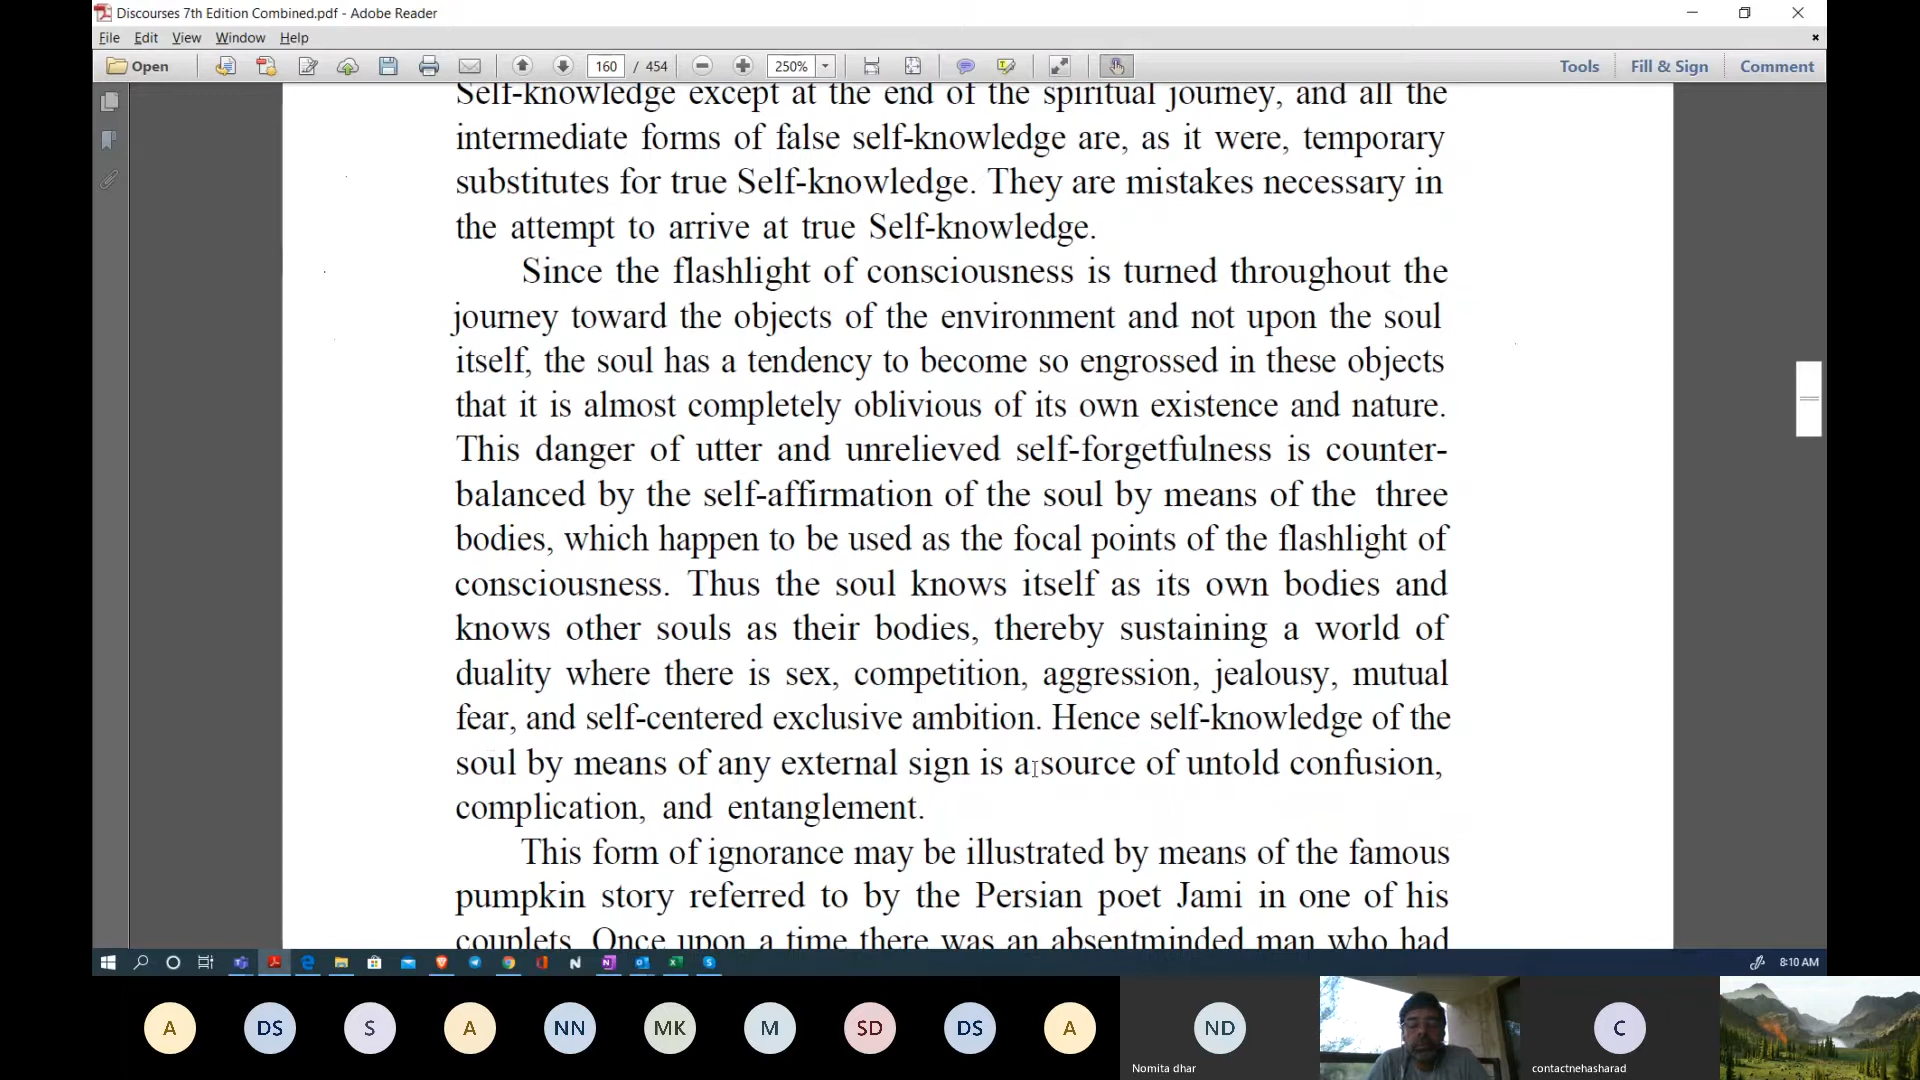 Discourses 7th Edition Combined.pdf - Adobe Reader
File Edit View Window Help
Open 160 / 454 250% Tools Fill & Sign Comment
Self-knowledge except at the end of the spiritual journey, and all the
intermediate forms of false self-knowledge are, as it were, temporary
substitutes for true Self-knowledge. They are mistakes necessary in
the attempt to arrive at true Self-knowledge.
Since the flashlight of consciousness is turned throughout the
journey toward the objects of the environment and not upon the soul
itself, the soul has a tendency to become so engrossed in these objects
that it is almost completely oblivious of its own existence and nature.
This danger of utter and unrelieved self-forgetfulness is counter-
balanced by the self-affirmation of the soul by means of the three
bodies, which happen to be used as the focal points of the flashlight of
consciousness. Thus the soul knows itself as its own bodies and
knows other souls as their bodies, thereby sustaining a world of
duality where there is sex, competition, aggression, jealousy, mutual
fear, and self-centered exclusive ambition. Hence self-knowledge of the
soul by means of any external sign is a source of untold confusion,
complication, and entanglement.
This form of ignorance may be illustrated by means of the famous
pumpkin story referred to by the Persian poet Jami in one of his
couplets. Once upon a time there was an absentminded man who had
8:10 AM
A DS S A NN MK M SD DS A ND C
Nomita dhar contactnehasharad